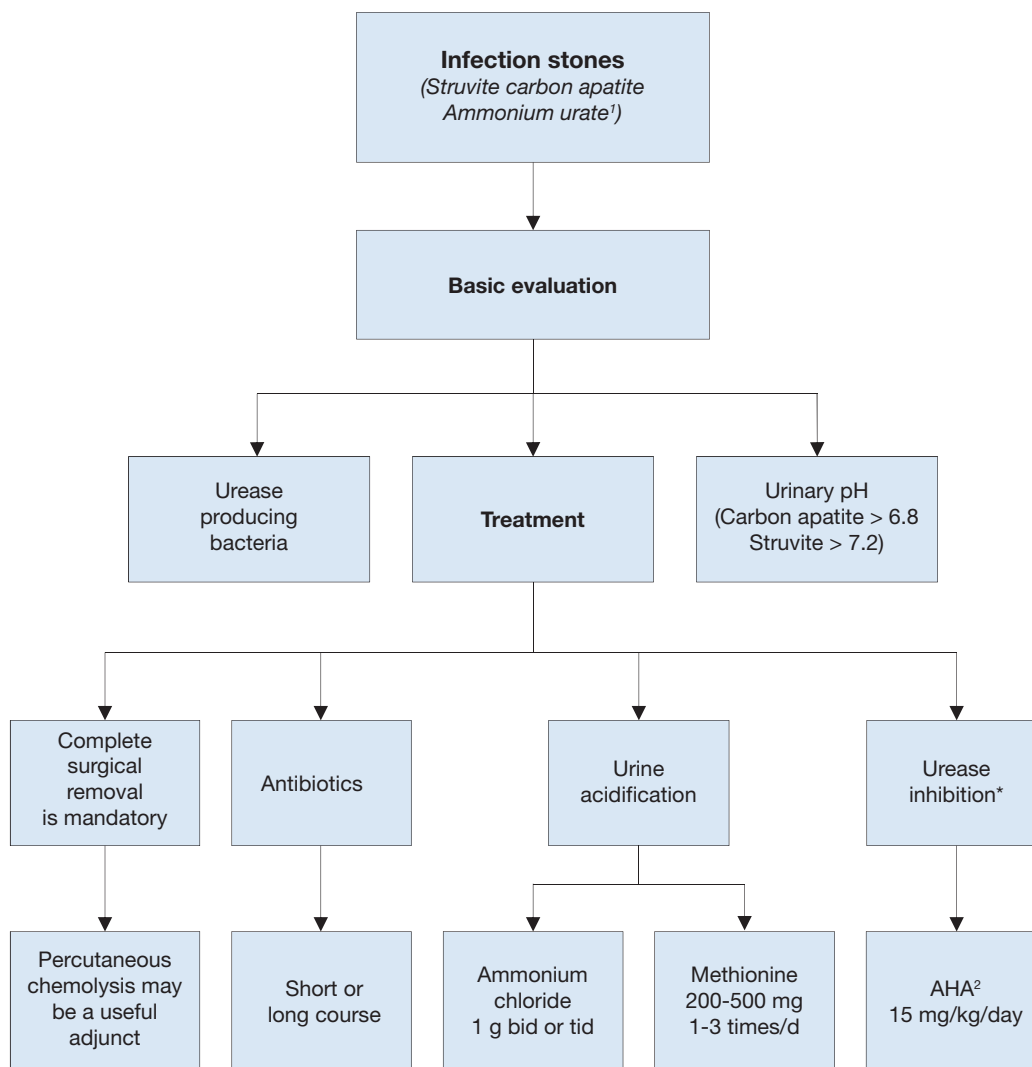 Infection stones
(Struvite carbon apatite
Ammonium urate¹)
Basic evaluation
Urease
producing
bacteria
Treatment
Urinary pH
(Carbon apatite > 6.8
Struvite > 7.2)
Complete
surgical
removal
is mandatory
Antibiotics
Urine
acidification
Urease
inhibition*
Percutaneous
chemolysis may
be a useful
adjunct
Short or
long course
Ammonium
chloride
1 g bid or tid
Methionine
200-500 mg
1-3 times/d
AHA²
15 mg/kg/day